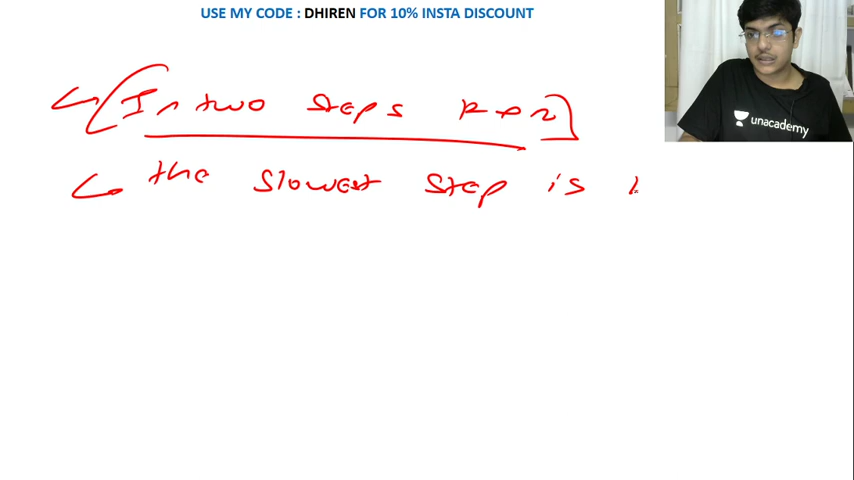 USE MY CODE : DHIREN FOR 10% INSTA DISCOUNT
unacademy
In two steps rxn
the slowest step is